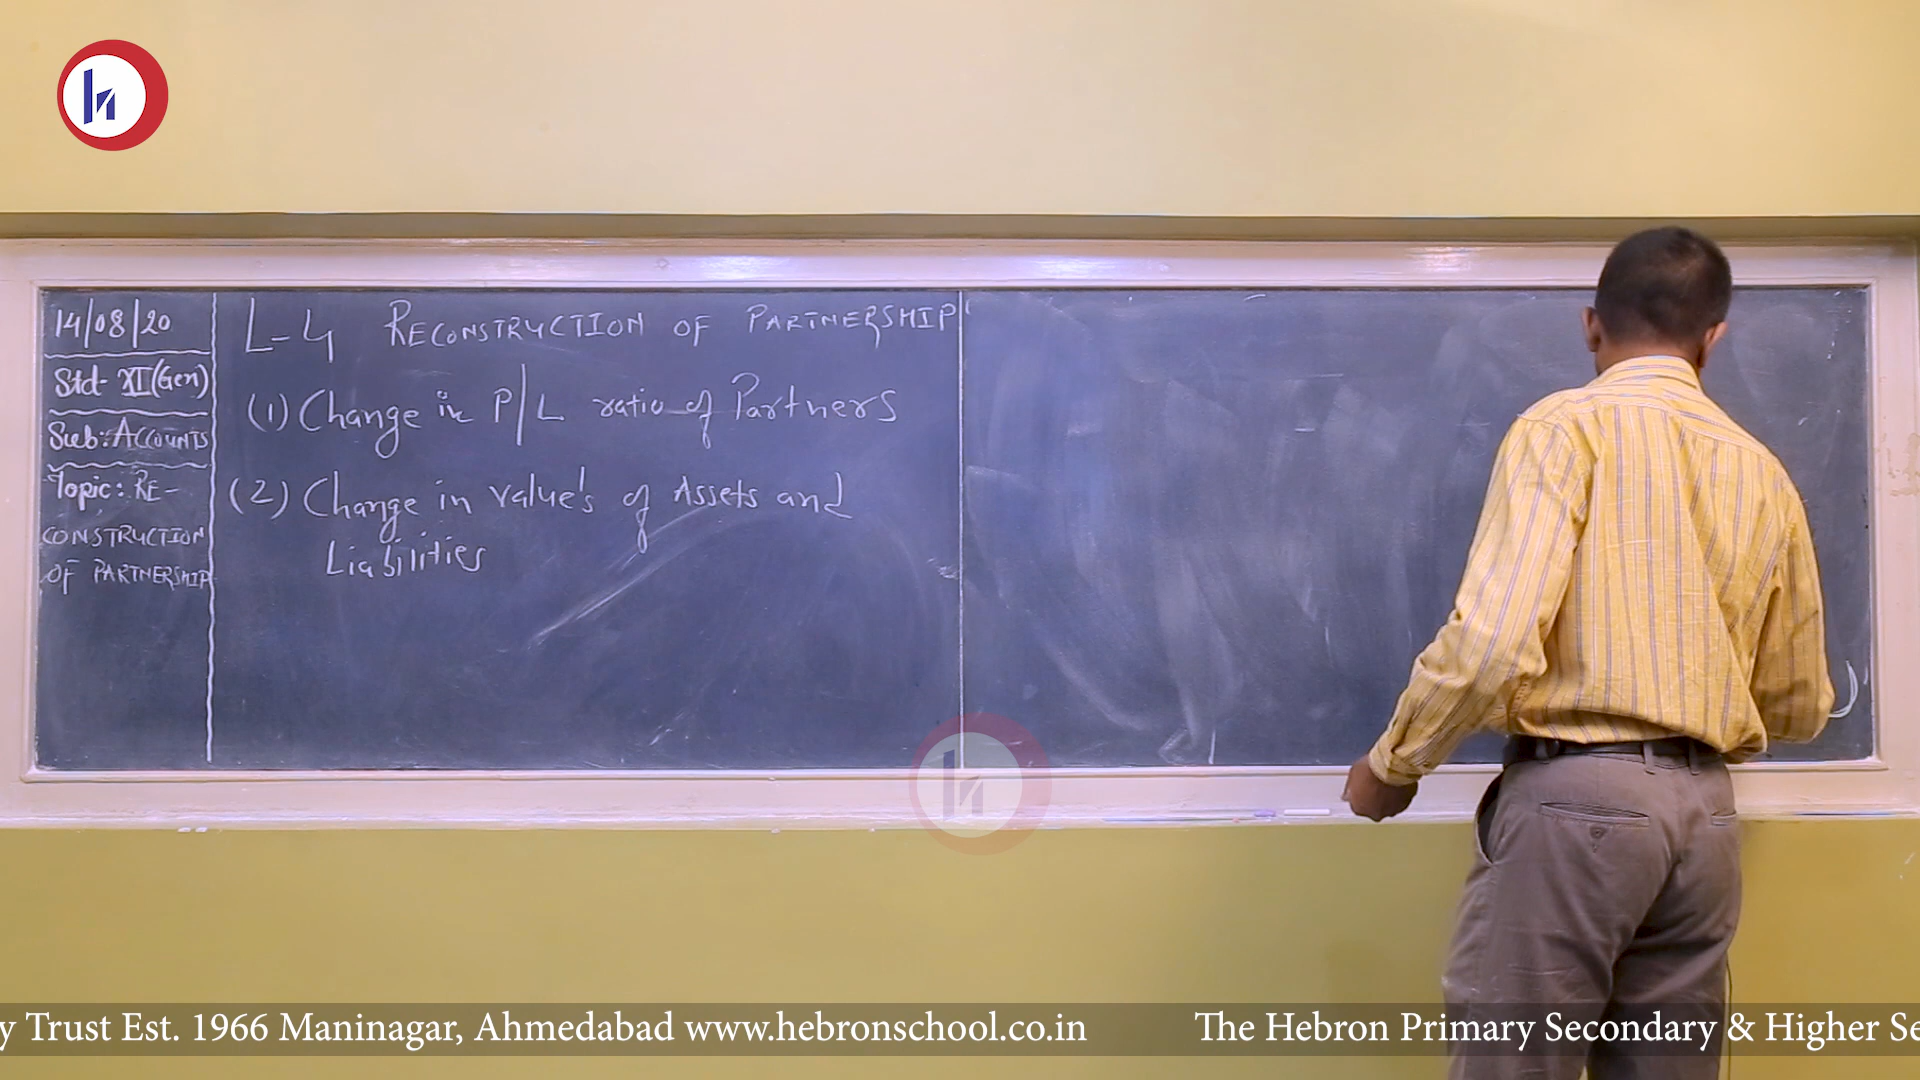 14/08/20
Std- XI(Gen)
Sub: ACCOUNTS
Topic: RE-
CONSTRUCTION
OF PARTNERSHIP
L-4 RECONSTRUCTION OF PARTNERSHIP
(1) Change in P/L ratio of Partners
(2) Change in value's of Assets and
Liabilities
y Trust Est. 1966 Maninagar, Ahmedabad www.hebronschool.co.in The Hebron Primary Secondary & Higher Se